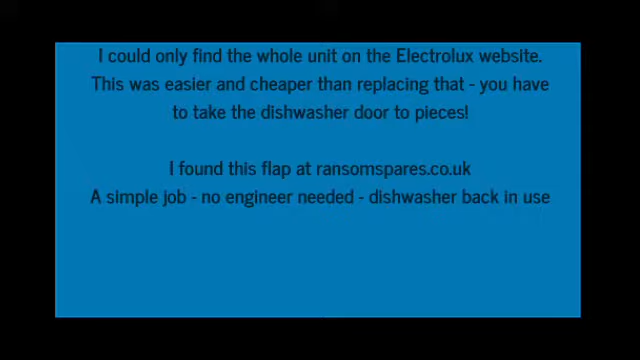 I could only find the whole unit on the Electrolux website.
This was easier and cheaper than replacing that - you have
to take the dishwasher door to pieces!
I found this flap at ransomspares.co.uk
A simple job - no engineer needed - dishwasher back in use